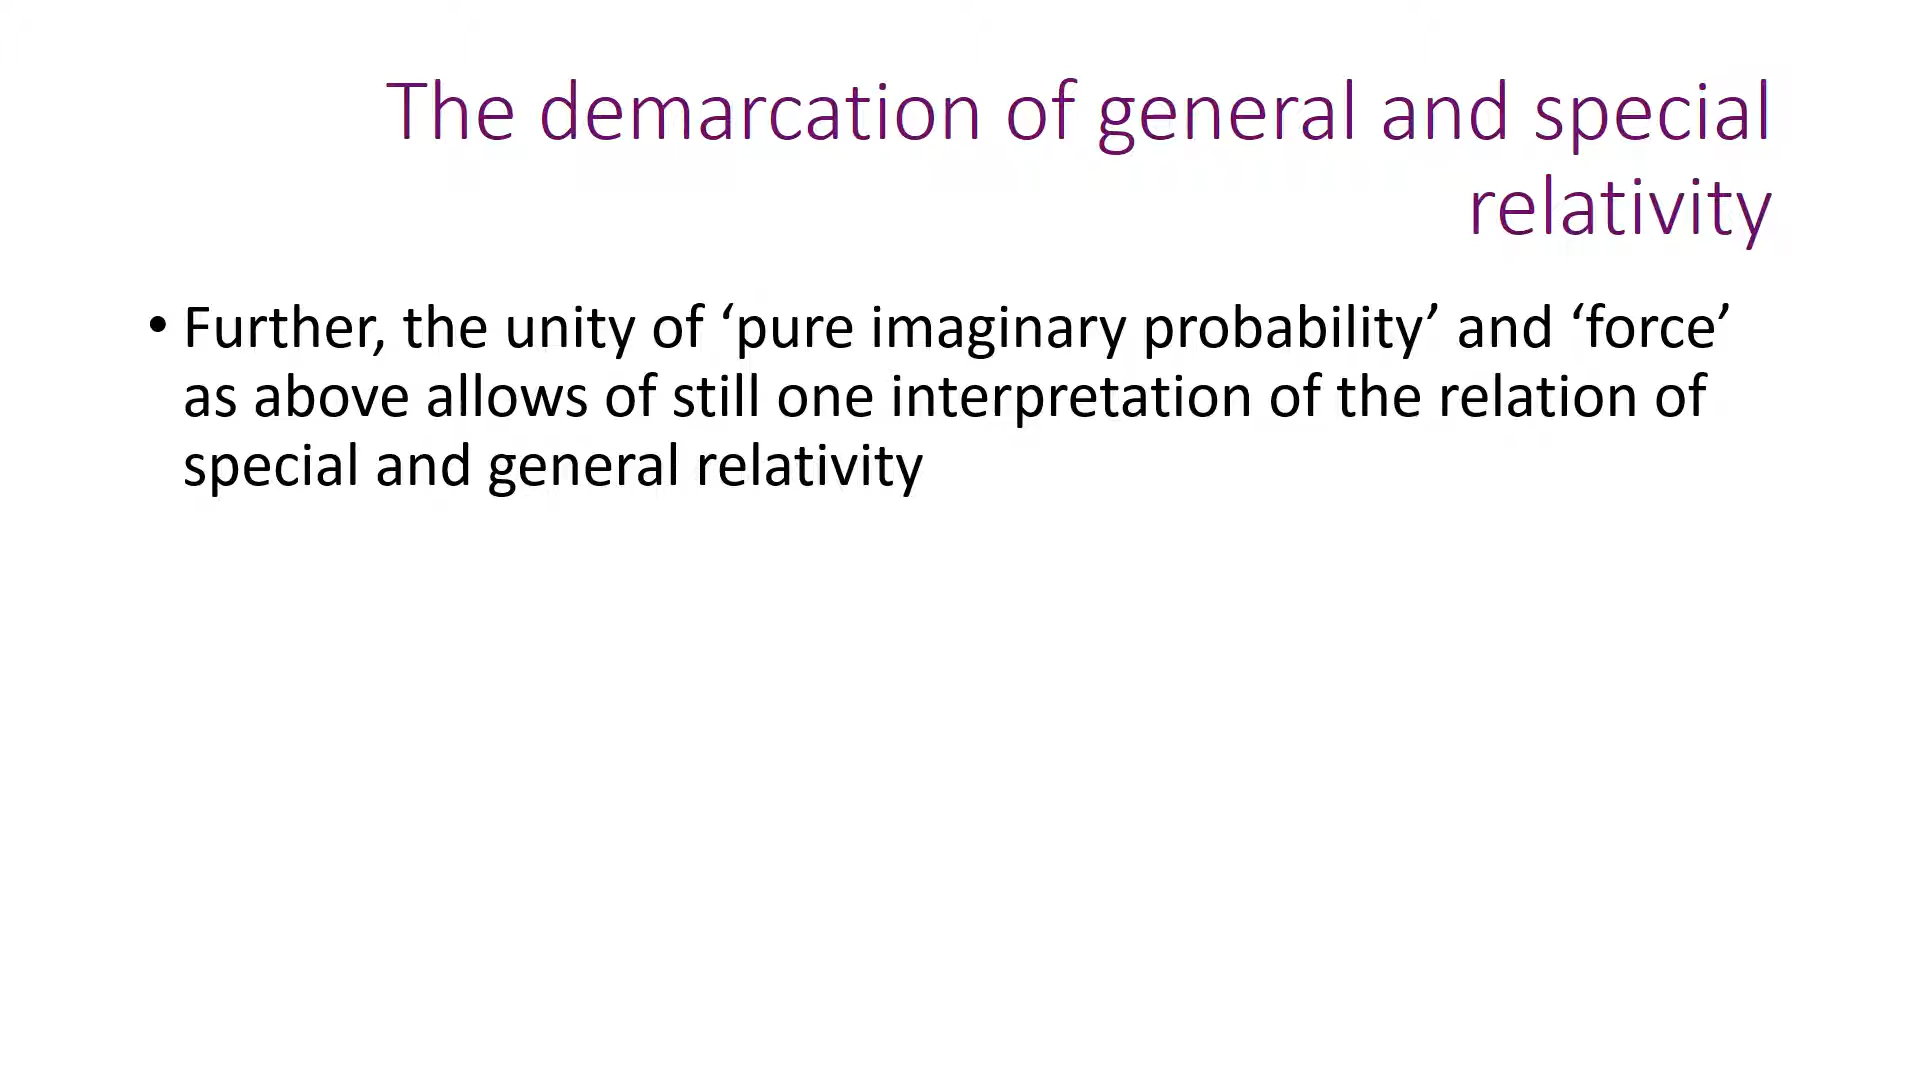 The demarcation of general and special
relativity
• Further, the unity of ‘pure imaginary probability’ and ‘force’
as above allows of still one interpretation of the relation of
special and general relativity